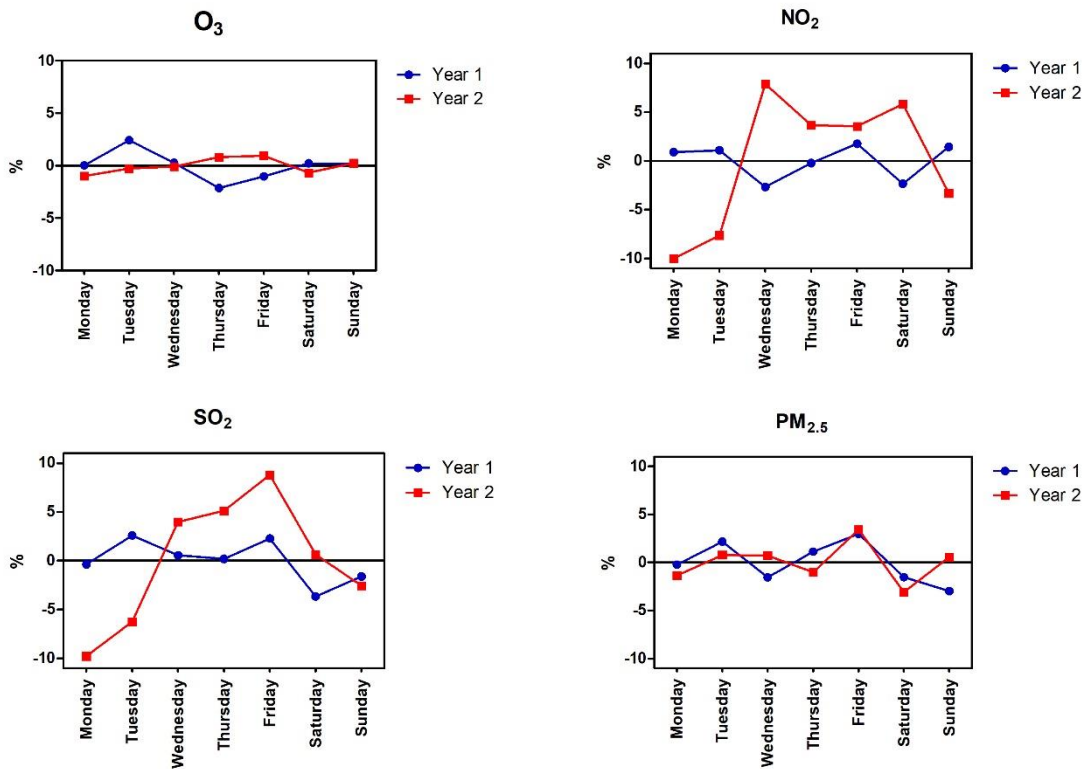 O3
10
5
0
-5
-10
%
Monday
Tuesday
Wednesday
Thursday
Friday
Saturday
Sunday
Year 1
Year 2
NO2
10
5
0
-5
-10
%
Monday
Tuesday
Wednesday
Thursday
Friday
Saturday
Sunday
Year 1
Year 2
SO2
10
5
0
-5
-10
%
Monday
Tuesday
Wednesday
Thursday
Friday
Saturday
Sunday
Year 1
Year 2
PM2.5
10
5
0
-5
-10
%
Monday
Tuesday
Wednesday
Thursday
Friday
Saturday
Sunday
Year 1
Year 2